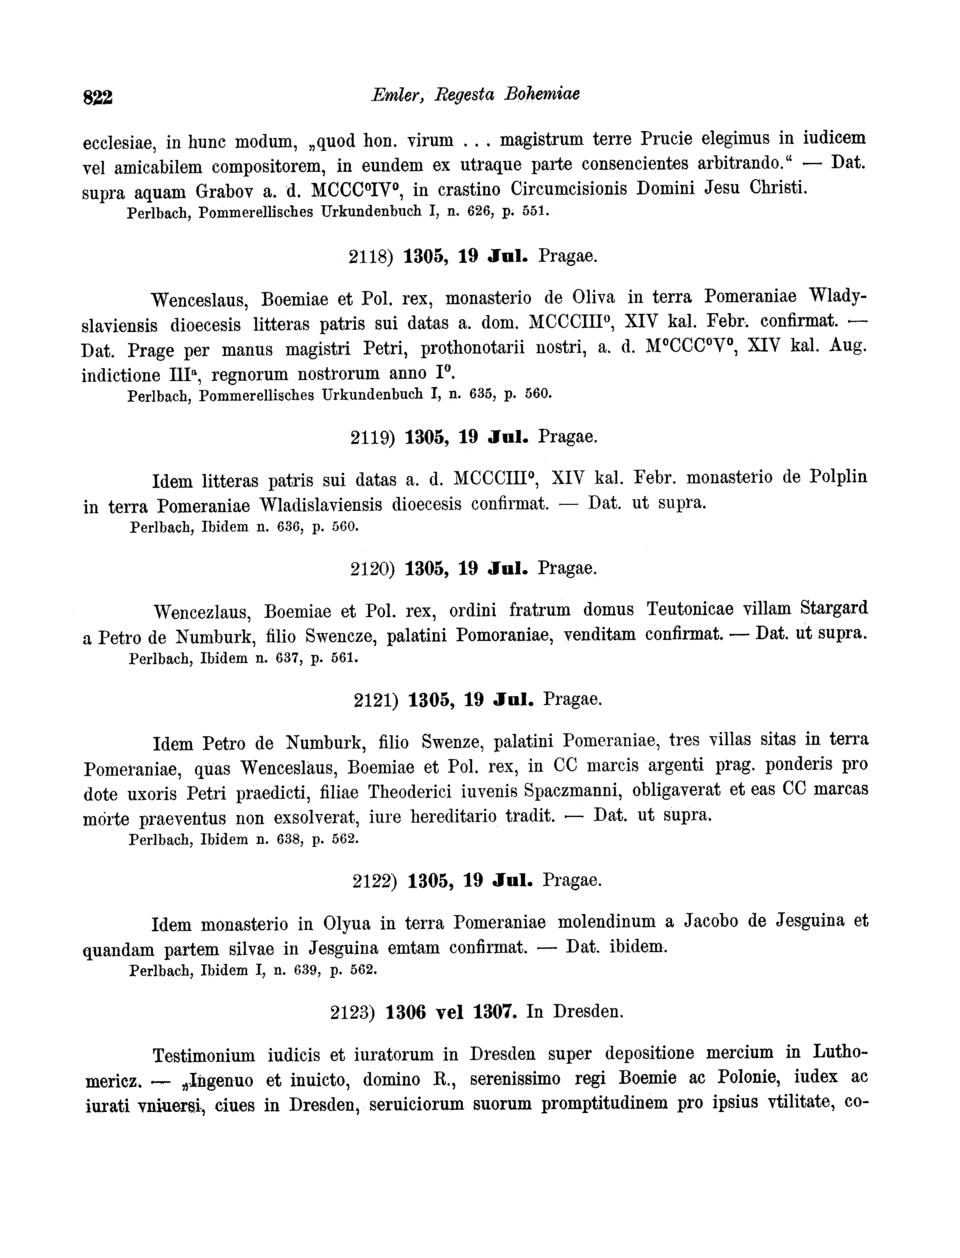 822 Emler, Regesta Bohemiae
ecclesiae, in hunc modum, „quod hon. virum . . . magistrum terre Prucie elegimus in iudicem
vel amicabilem compositorem, in eundem ex utraque parte consencientes arbitrando.“ — Dat.
supra aquam Grabov a. d. MCCC⁰IV⁰, in crastino Circumcisionis Domini Jesu Christi.
Perlbach, Pommerellisches Urkundenbuch I, n. 626, p. 551.
2118) 1305, 19 Jul. Pragae.
Wenceslaus, Boemiae et Pol. rex, monasterio de Oliva in terra Pomeraniae Wlady-
slaviensis dioecesis litteras patris sui datas a. dom. MCCCIII⁰, XIV kal. Febr. confirmat. —
Dat. Prage per manus magistri Petri, prothonotarii nostri, a. d. M⁰CCC⁰V⁰, XIV kal. Aug.
indictione IIIª, regnorum nostrorum anno I⁰.
Perlbach, Pommerellisches Urkundenbuch I, n. 635, p. 560.
2119) 1305, 19 Jul. Pragae.
Idem litteras patris sui datas a. d. MCCCIII⁰, XIV kal. Febr. monasterio de Polplin
in terra Pomeraniae Wladislaviensis dioecesis confirmat. — Dat. ut supra.
Perlbach, Ibidem n. 636, p. 560.
2120) 1305, 19 Jul. Pragae.
Wencezlaus, Boemiae et Pol. rex, ordini fratrum domus Teutonicae villam Stargard
a Petro de Numburk, filio Swencze, palatini Pomoraniae, venditam confirmat. — Dat. ut supra.
Perlbach, Ibidem n. 637, p. 561.
2121) 1305, 19 Jul. Pragae.
Idem Petro de Numburk, filio Swenze, palatini Pomeraniae, tres villas sitas in terra
Pomeraniae, quas Wenceslaus, Boemiae et Pol. rex, in CC marcis argenti prag. ponderis pro
dote uxoris Petri praedicti, filiae Theoderici iuvenis Spaczmanni, obligaverat et eas CC marcas
morte praeventus non exsolverat, iure hereditario tradit. — Dat. ut supra.
Perlbach, Ibidem n. 638, p. 562.
2122) 1305, 19 Jul. Pragae.
Idem monasterio in Olyua in terra Pomeraniae molendinum a Jacobo de Jesguina et
quandam partem silvae in Jesguina emtam confirmat. — Dat. ibidem.
Perlbach, Ibidem I, n. 639, p. 562.
2123) 1306 vel 1307. In Dresden.
Testimonium iudicis et iuratorum in Dresden super depositione mercium in Lutho-
mericz. — „Ingenuo et inuicto, domino R., serenissimo regi Boemie ac Polonie, iudex ac
iurati vniuersi, ciues in Dresden, seruiciorum suorum promptitudinem pro ipsius vtilitate, co-